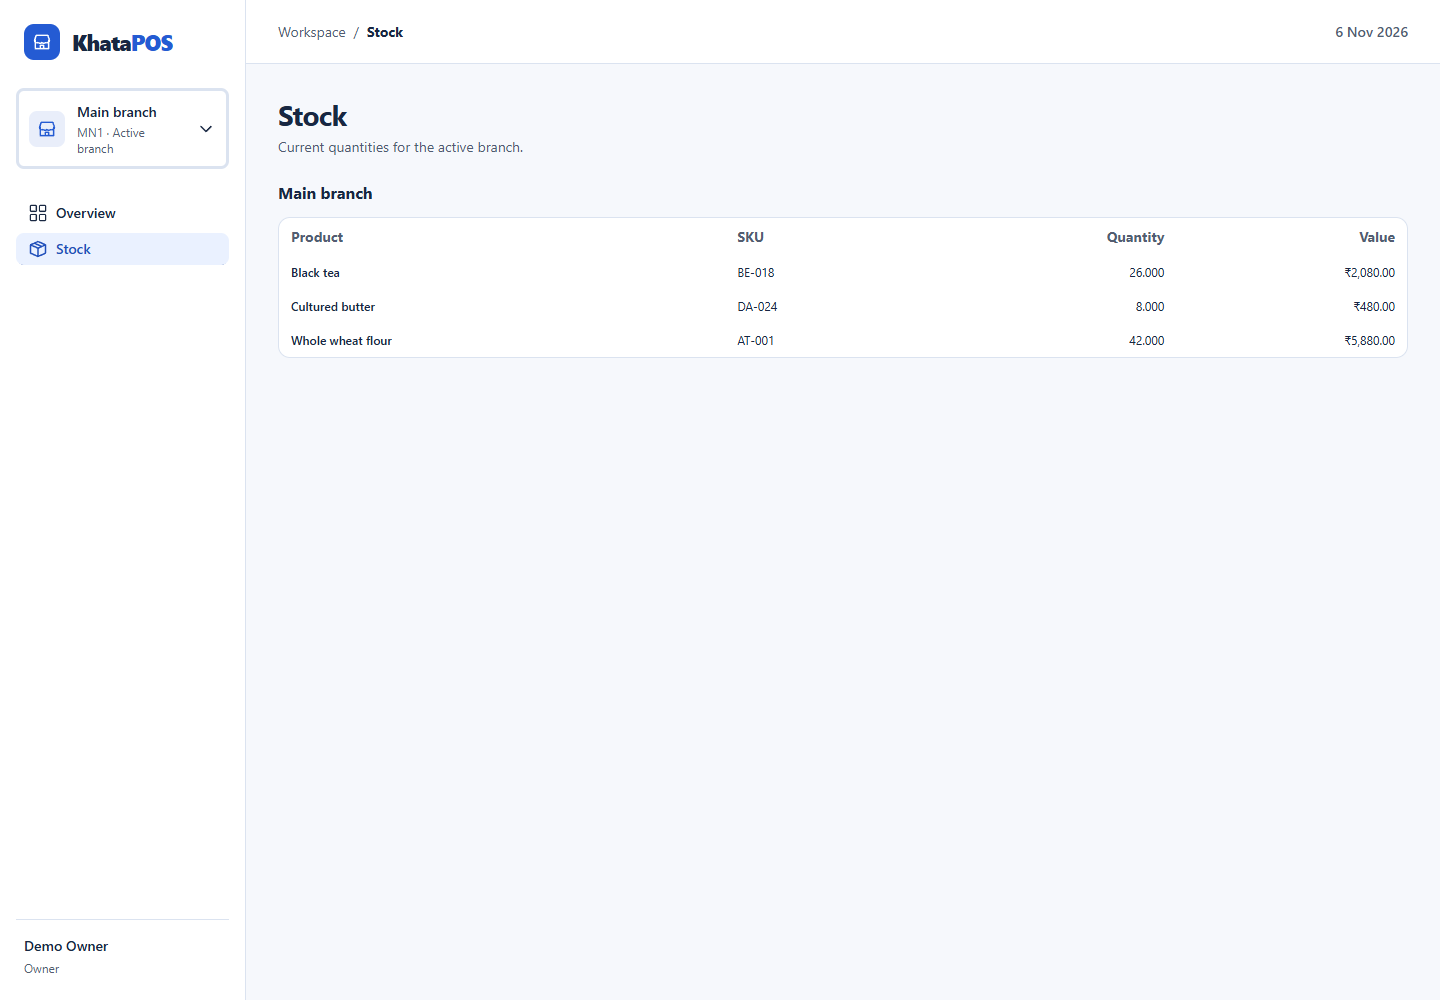 KhataPOS
Main branch
MN1 · Active
branch
Overview
Stock
Demo Owner
Owner
Workspace / Stock
6 Nov 2026
Stock
Current quantities for the active branch.
Main branch
Product SKU Quantity Value
Black tea BE-018 26.000 ₹2,080.00
Cultured butter DA-024 8.000 ₹480.00
Whole wheat flour AT-001 42.000 ₹5,880.00